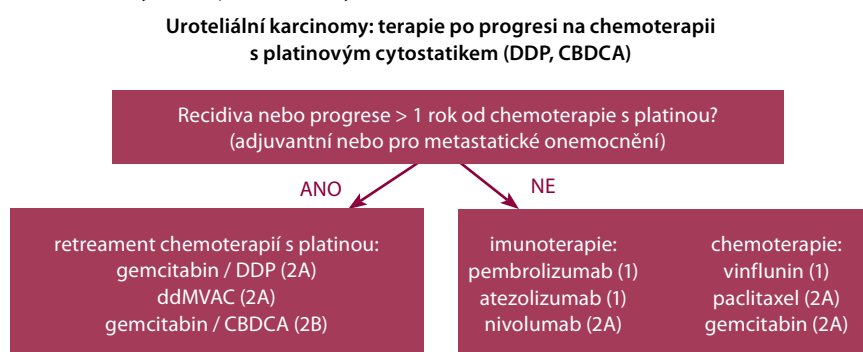 Uroteliální karcinomy: terapie po progresi na chemoterapii
s platinovým cytostatikem (DDP, CBDCA)
Recidiva nebo progrese > 1 rok od chemoterapie s platinou?
(adjuvantní nebo pro metastatické onemocnění)
ANO
NE
retreament chemoterapií s platinou:
gemcitabin / DDP (2A)
ddMVAC (2A)
gemcitabin / CBDCA (2B)
imunoterapie:
pembrolizumab (1)
atezolizumab (1)
nivolumab (2A)
chemoterapie:
vinflunin (1)
paclitaxel (2A)
gemcitabin (2A)